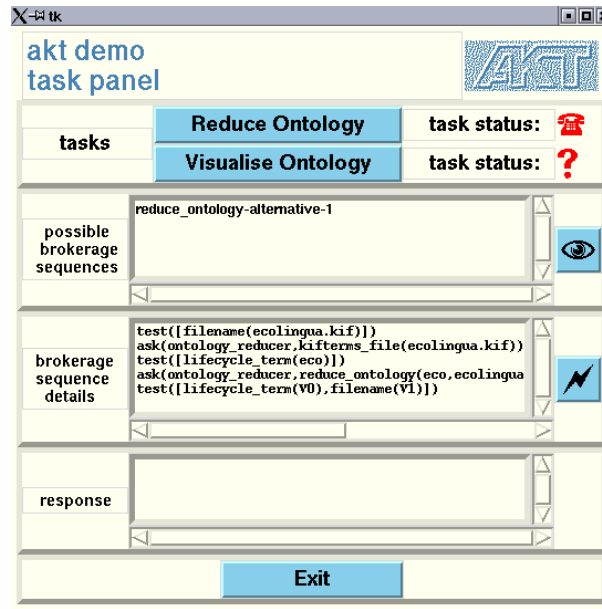 tk
akt demo
task panel
AKT
tasks
Reduce Ontology
task status:
Visualise Ontology
task status:
?
possible
brokerage
sequences
reduce_ontology-alternative-1
brokerage
sequence
details
test([filename(ecolingua.kif)])
ask(ontology_reducer,kifterms_file(ecolingua.kif))
test([lifecycle_term(eco)])
ask(ontology_reducer,reduce_ontology(eco,ecolingua
test([lifecycle_term(V0),filename(V1)])
response
Exit